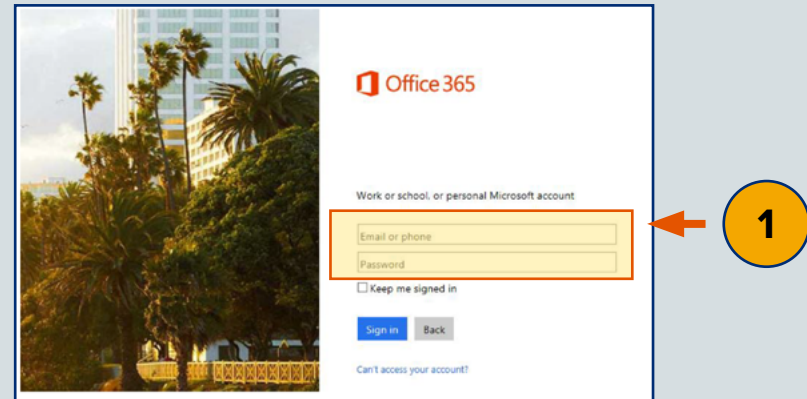 Office 365
Work or school, or personal Microsoft account
Email or phone
Password
Keep me signed in
Sign in Back
Can't access your account?
1